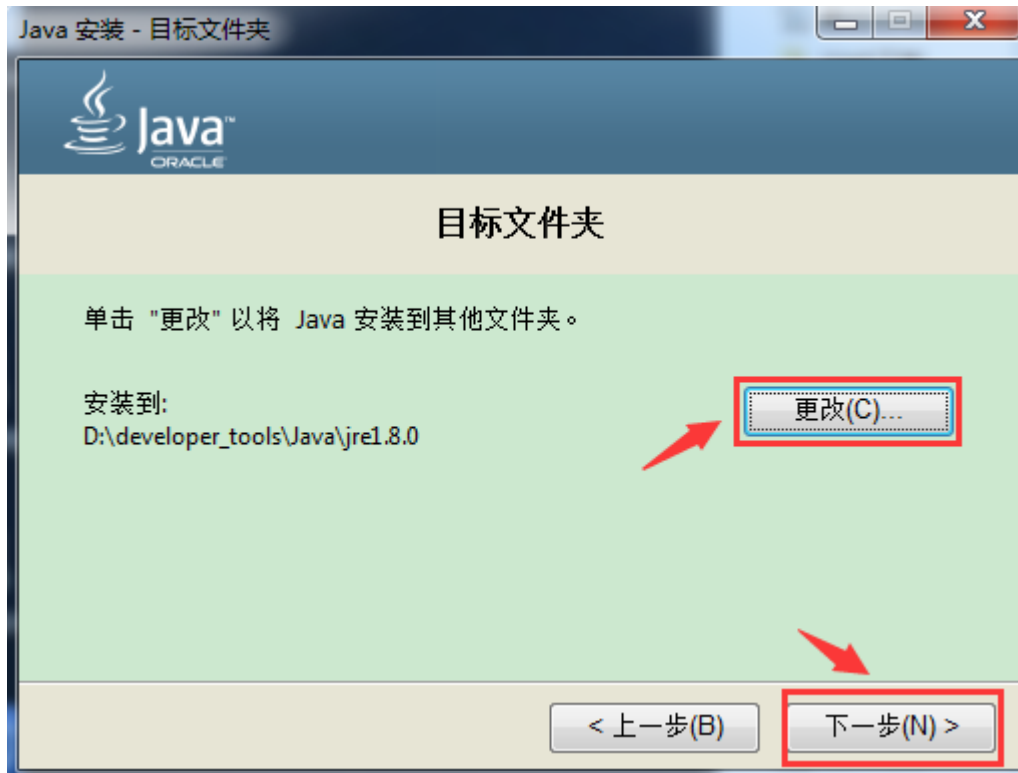 Java 安装 - 目标文件夹
Java™
ORACLE
目标文件夹
单击 "更改" 以将 Java 安装到其他文件夹。
安装到:
更改(C)...
D:\developer_tools\Java\jre1.8.0
< 上一步(B)
下一步(N) >